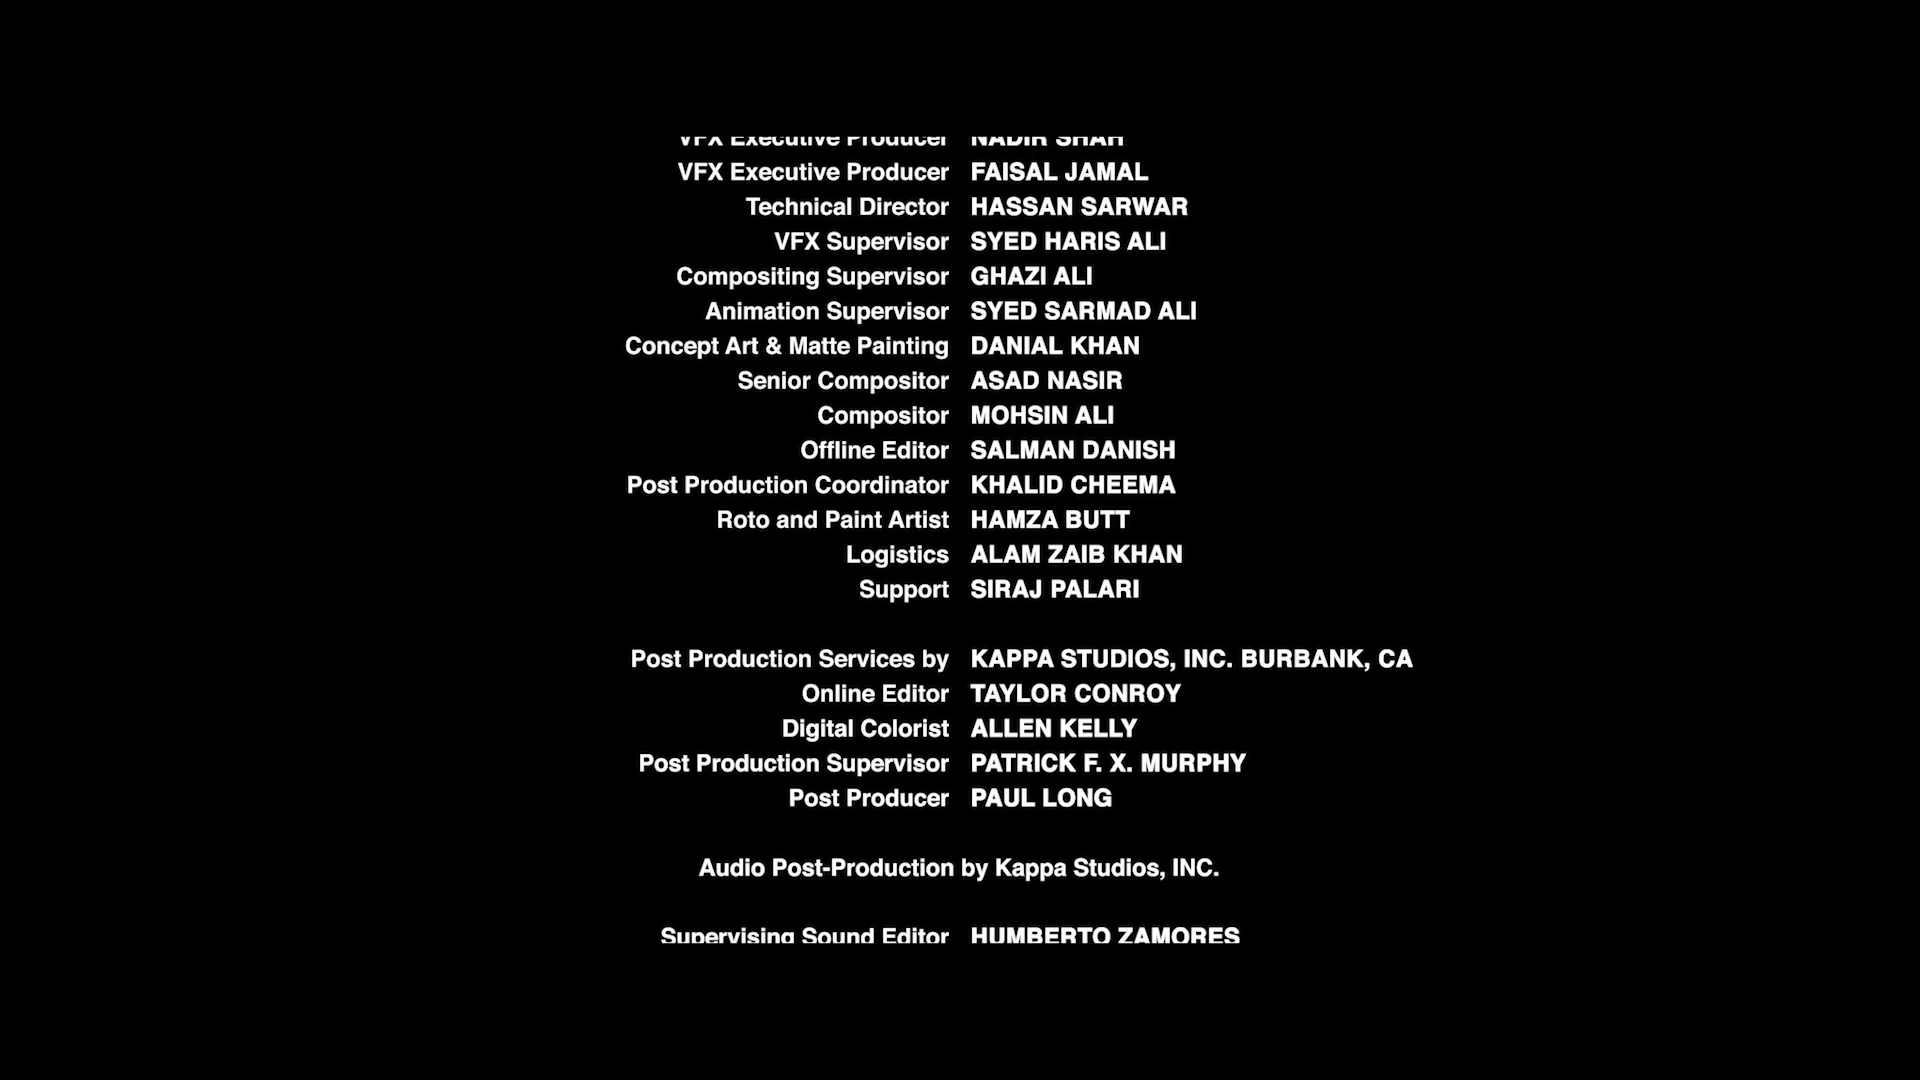 VFX Executive Producer NADIR SHAH
VFX Executive Producer FAISAL JAMAL
Technical Director HASSAN SARWAR
VFX Supervisor SYED HARIS ALI
Compositing Supervisor GHAZI ALI
Animation Supervisor SYED SARMAD ALI
Concept Art & Matte Painting DANIAL KHAN
Senior Compositor ASAD NASIR
Compositor MOHSIN ALI
Offline Editor SALMAN DANISH
Post Production Coordinator KHALID CHEEMA
Roto and Paint Artist HAMZA BUTT
Logistics ALAM ZAIB KHAN
Support SIRAJ PALARI
Post Production Services by KAPPA STUDIOS, INC. BURBANK, CA
Online Editor TAYLOR CONROY
Digital Colorist ALLEN KELLY
Post Production Supervisor PATRICK F. X. MURPHY
Post Producer PAUL LONG
Audio Post-Production by Kappa Studios, INC.
Supervising Sound Editor HUMBERTO ZAMORES